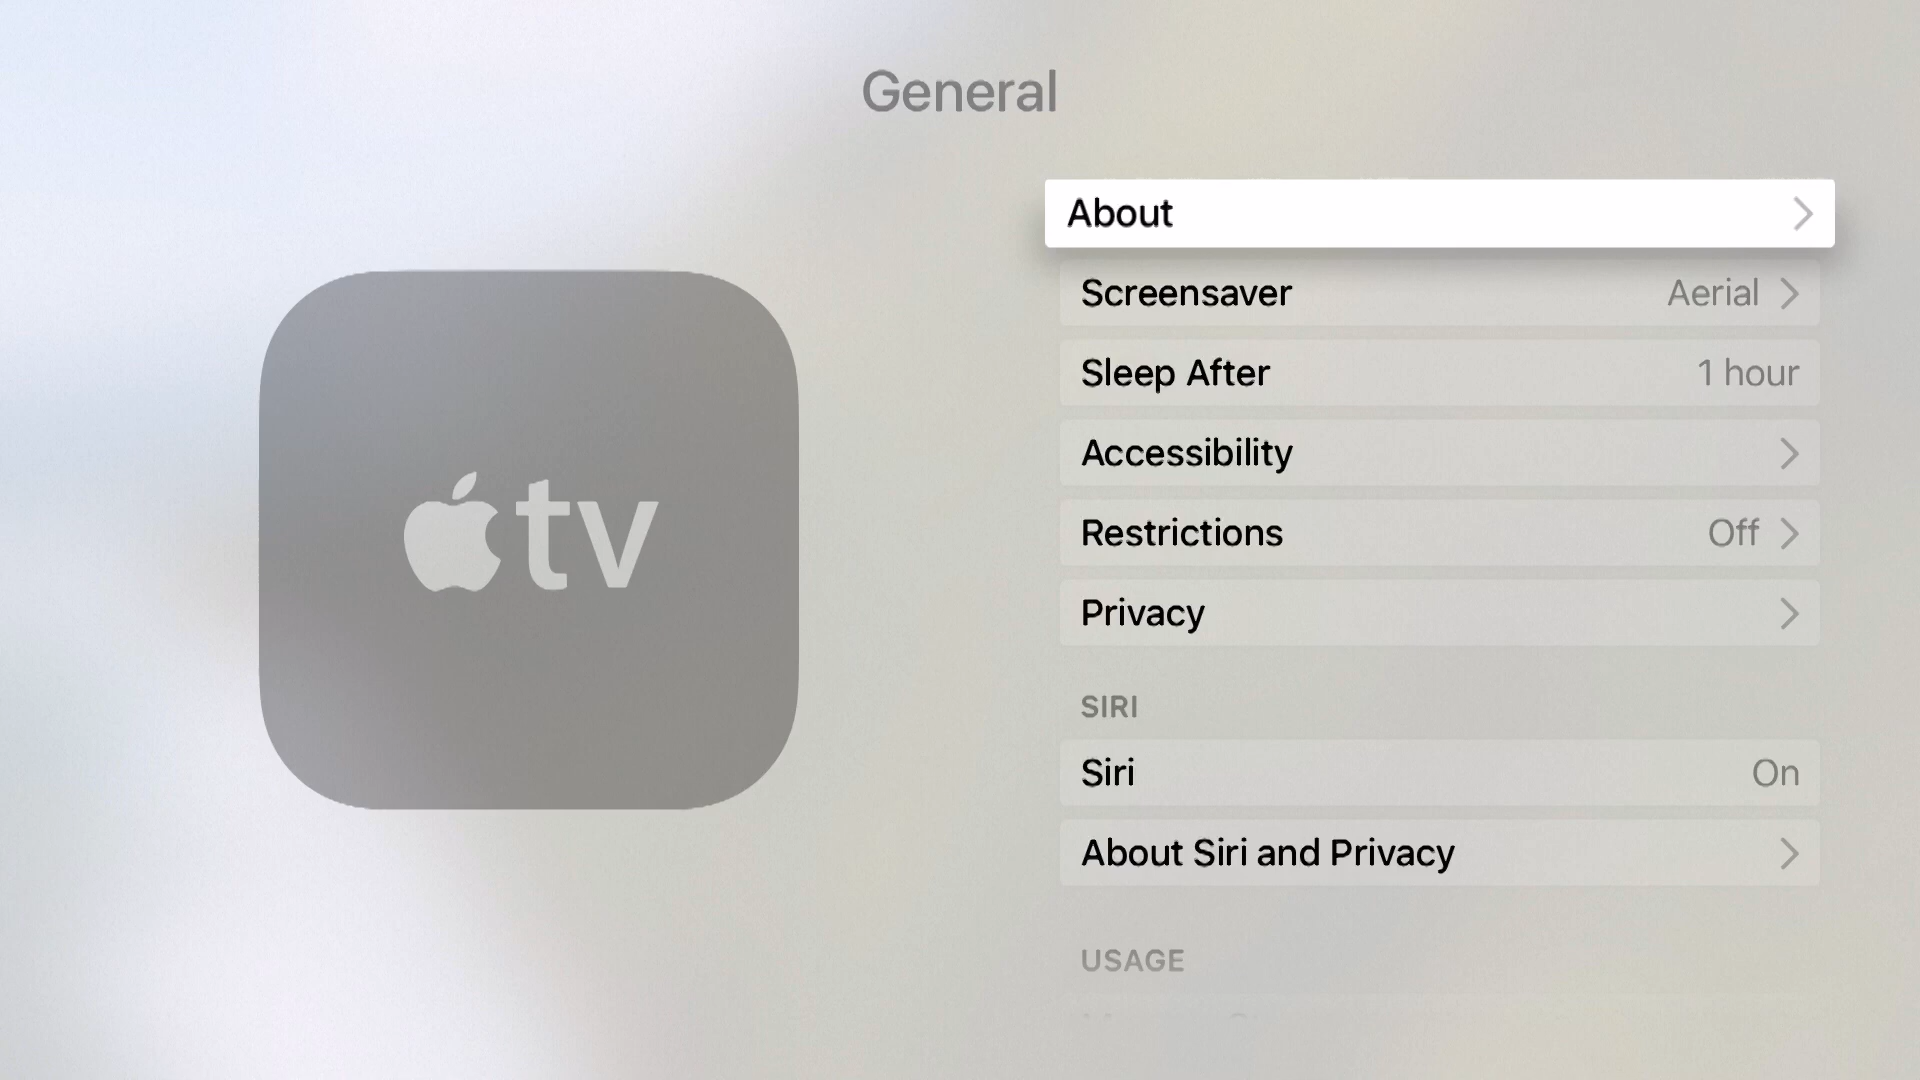 General
About
Screensaver Aerial
Sleep After 1 hour
Accessibility
Restrictions Off
Privacy
SIRI
Siri On
About Siri and Privacy
USAGE
tv